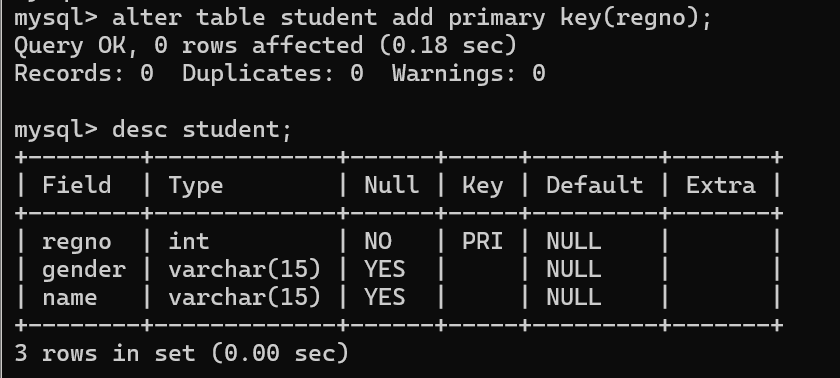 mysql> alter table student add primary key(regno);
Query OK, 0 rows affected (0.18 sec)
Records: 0  Duplicates: 0  Warnings: 0
mysql> desc student;
+--------+-------------+------+-----+---------+-------+
| Field  | Type        | Null | Key | Default | Extra |
+--------+-------------+------+-----+---------+-------+
| regno  | int         | NO   | PRI | NULL    |       |
| gender | varchar(15) | YES  |     | NULL    |       |
| name   | varchar(15) | YES  |     | NULL    |       |
+--------+-------------+------+-----+---------+-------+
3 rows in set (0.00 sec)